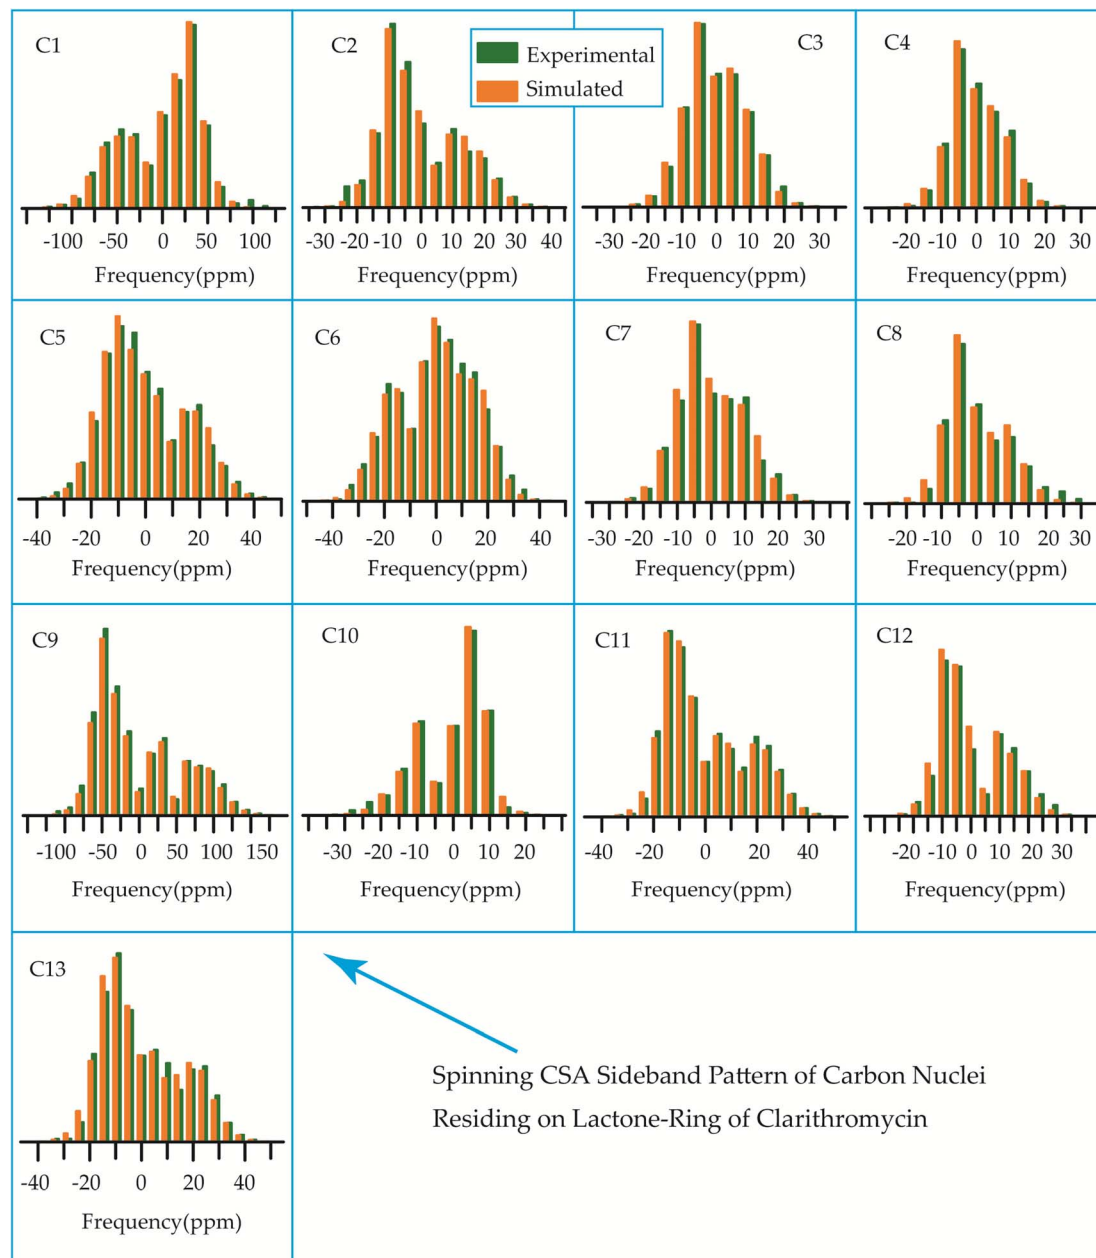 C1
-100 -50 0 50 100
Frequency(ppm)
C2
-30 -20 -10 0 10 20 30 40
Frequency(ppm)
Experimental
Simulated
C3
-30 -20 -10 0 10 20 30
Frequency(ppm)
C4
-20 -10 0 10 20 30
Frequency(ppm)
C5
-40 -20 0 20 40
Frequency(ppm)
C6
-40 -20 0 20 40
Frequency(ppm)
C7
-30 -20 -10 0 10 20 30
Frequency(ppm)
C8
-20 -10 0 10 20 30
Frequency(ppm)
C9
-100 -50 0 50 100 150
Frequency(ppm)
C10
-30 -20 -10 0 10 20
Frequency(ppm)
C11
-40 -20 0 20 40
Frequency(ppm)
C12
-20 -10 0 10 20 30
Frequency(ppm)
C13
-40 -20 0 20 40
Frequency(ppm)
Spinning CSA Sideband Pattern of Carbon Nuclei
Residing on Lactone-Ring of Clarithromycin